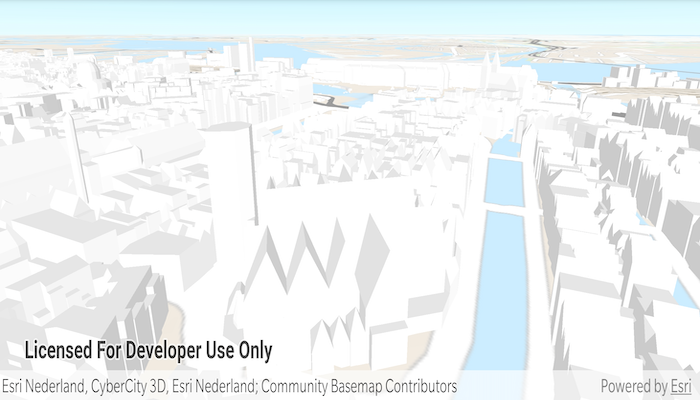 Licensed For Developer Use Only
Esri Nederland, CyberCity 3D, Esri Nederland; Community Basemap Contributors
Powered by Esri